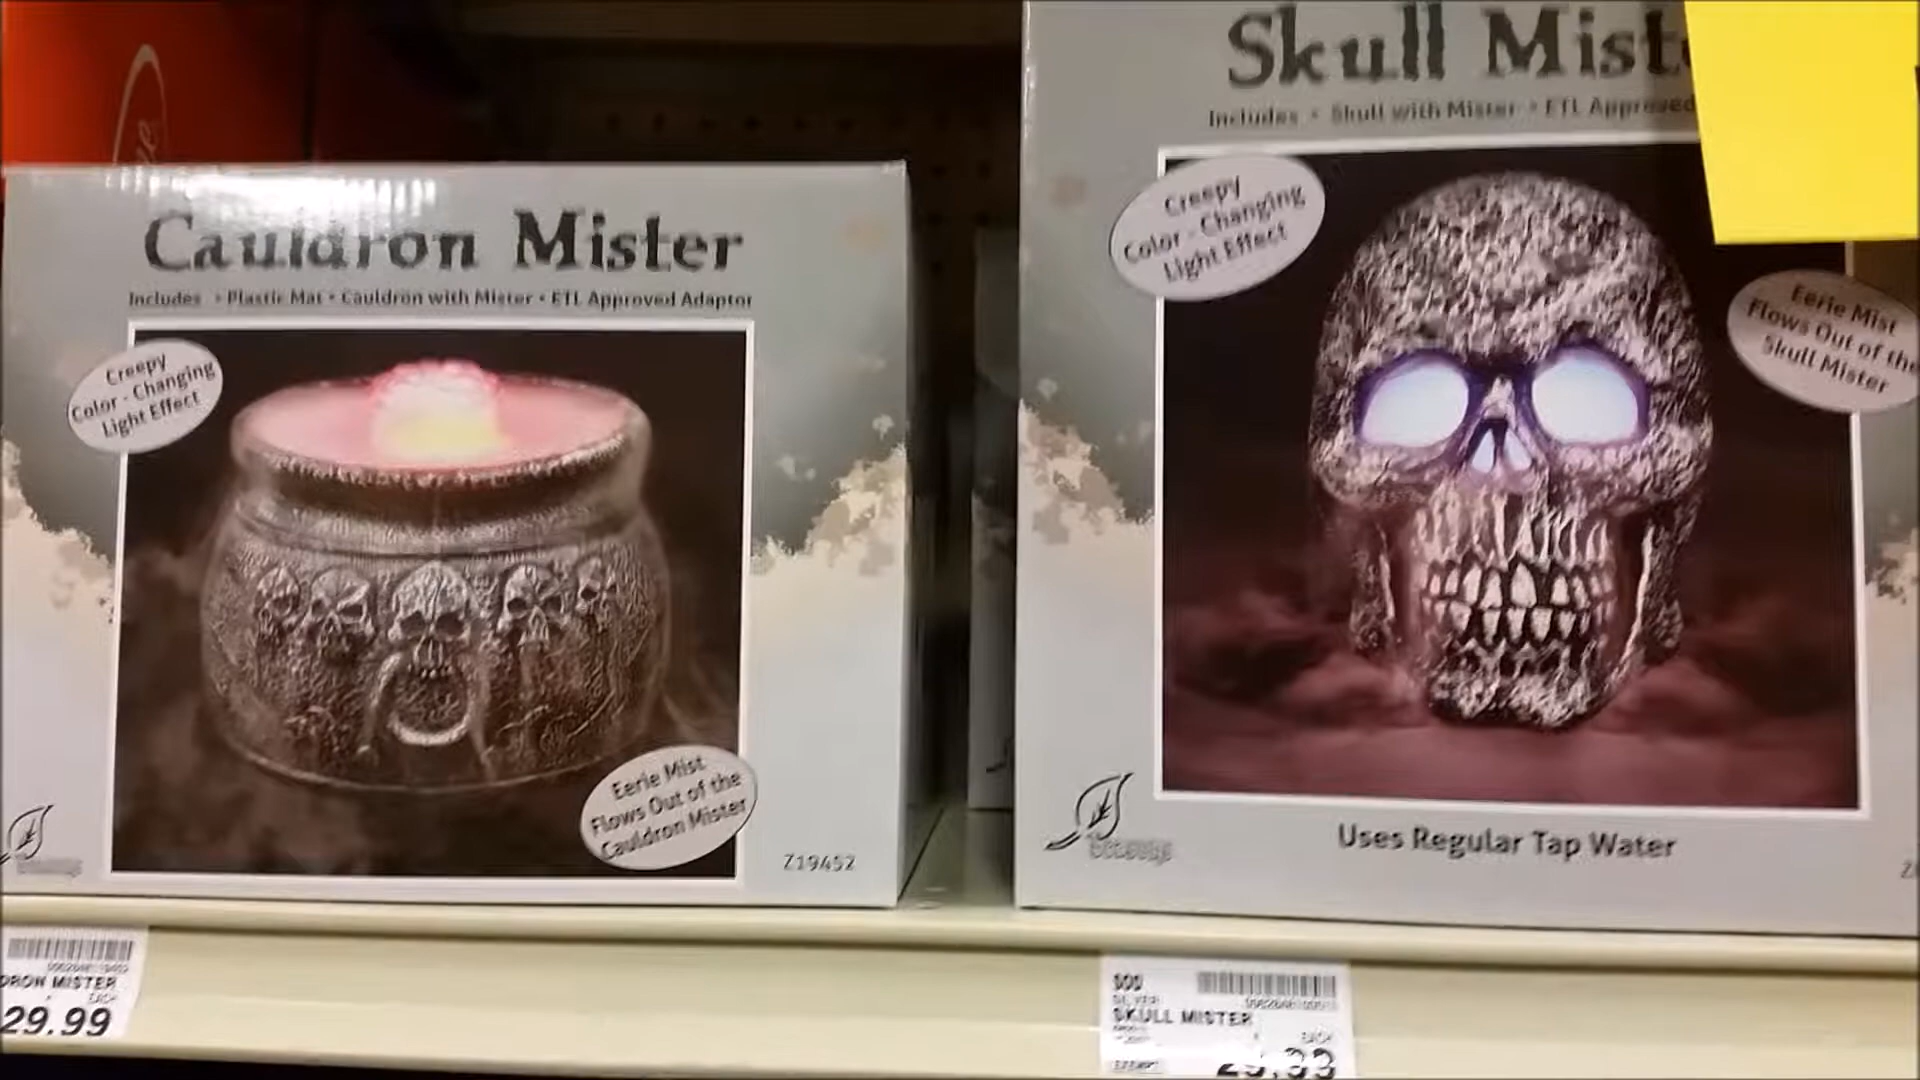 Cauldron Mister
Includes • Plastic Mat • Cauldron with Mister • ETL Approved Adaptor
Creepy
Color - Changing
Light Effect
Eerie Mist
Flows Out of the
Cauldron Mister
Z19452
Skull Miste
Includes • Skull with Mister • ETL Approved
Creepy
Color - Changing
Light Effect
Eerie Mist
Flows Out of the
Skull Mister
Uses Regular Tap Water
DRON MISTER
EACH
29.99
SKULL MISTER
EACH